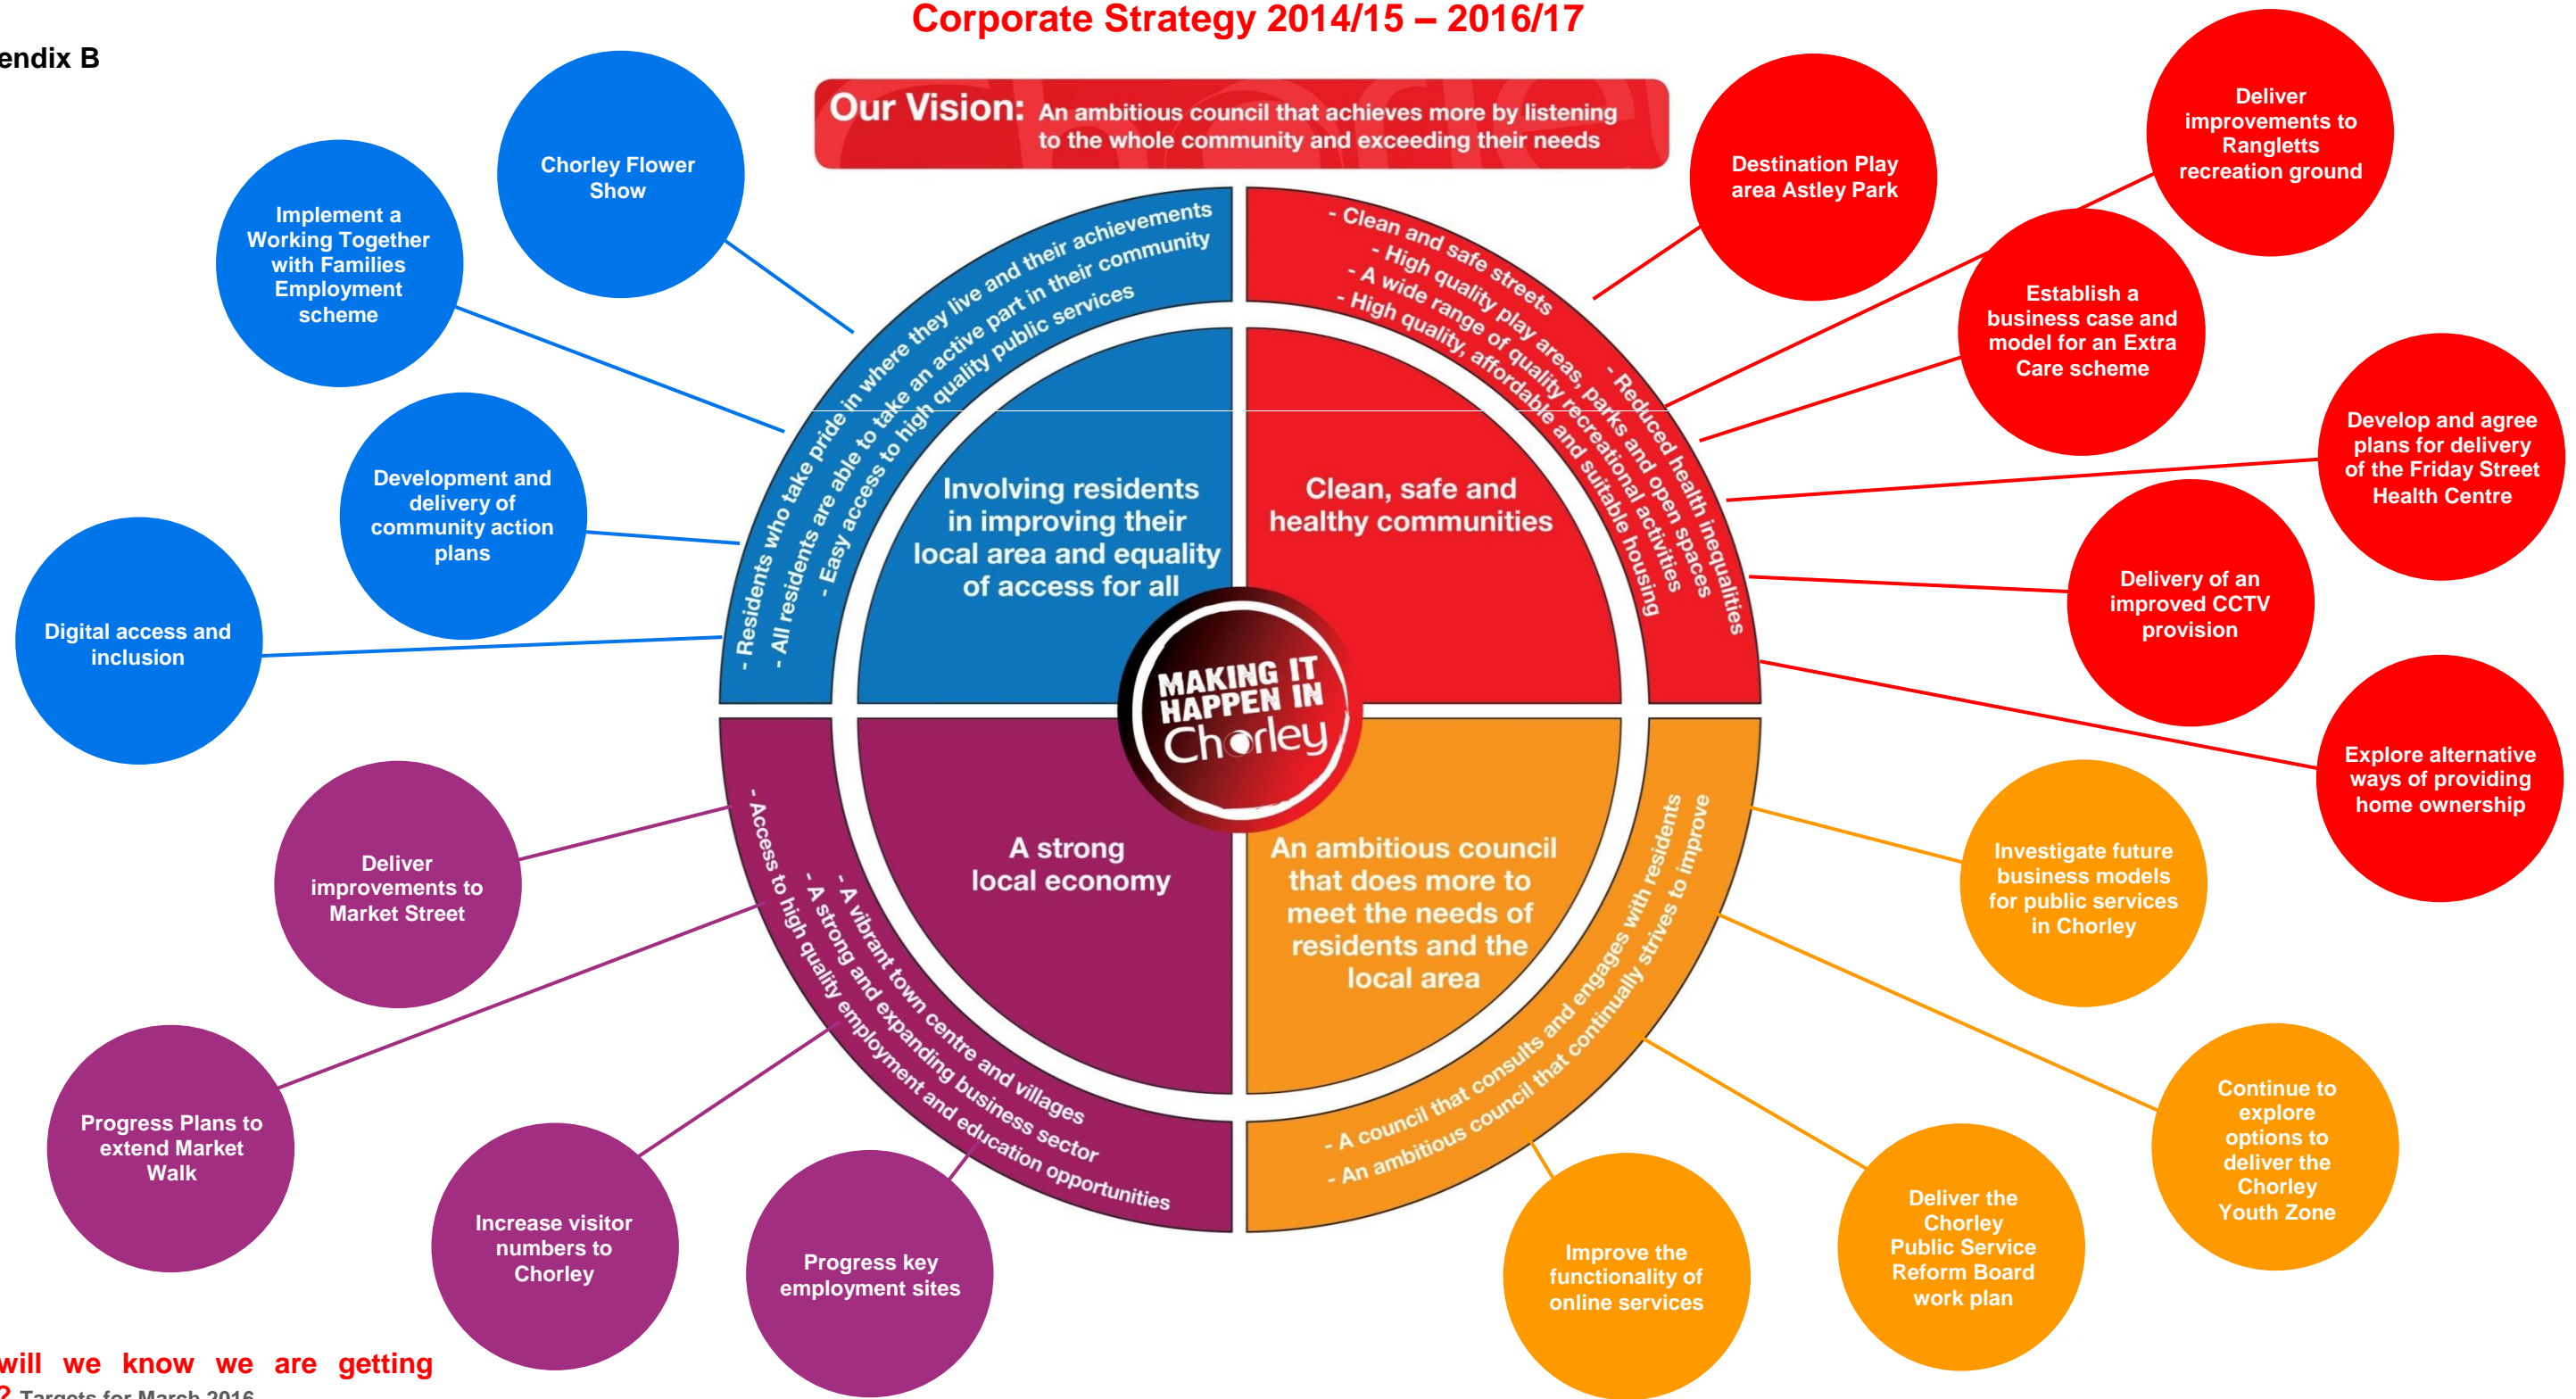 Corporate Strategy 2014/15 – 2016/17
endix B
Our Vision: An ambitious council that achieves more by listening
to the whole community and exceeding their needs
Chorley Flower
Show
Implement a
Working Together
with Families
Employment
scheme
Development and
delivery of
community action
plans
Digital access and
inclusion
- Residents who take pride in where they live and their achievements
- All residents are able to take an active part in their community
- Easy access to high quality public services
Involving residents
in improving their
local area and equality
of access for all
- Clean and safe streets
- Reduced health inequalities
- High quality play areas, parks and open spaces
- A wide range of quality recreational activities
- High quality, affordable and suitable housing
Clean, safe and
healthy communities
Destination Play
area Astley Park
Deliver
improvements to
Rangletts
recreation ground
Establish a
business case and
model for an Extra
Care scheme
Develop and agree
plans for delivery
of the Friday Street
Health Centre
Delivery of an
improved CCTV
provision
Explore alternative
ways of providing
home ownership
MAKING IT
HAPPEN IN
Chorley
A strong
local economy
- A vibrant town centre and villages
- A strong and expanding business sector
- Access to high quality employment and education opportunities
Deliver
improvements to
Market Street
Progress Plans to
extend Market
Walk
Increase visitor
numbers to
Chorley
Progress key
employment sites
An ambitious council
that does more to
meet the needs of
residents and the
local area
- A council that consults and engages with residents
- An ambitious council that continually strives to improve
Investigate future
business models
for public services
in Chorley
Continue to
explore
options to
deliver the
Chorley
Youth Zone
Deliver the
Chorley
Public Service
Reform Board
work plan
Improve the
functionality of
online services
will we know we are getting
? Targets for March 2016